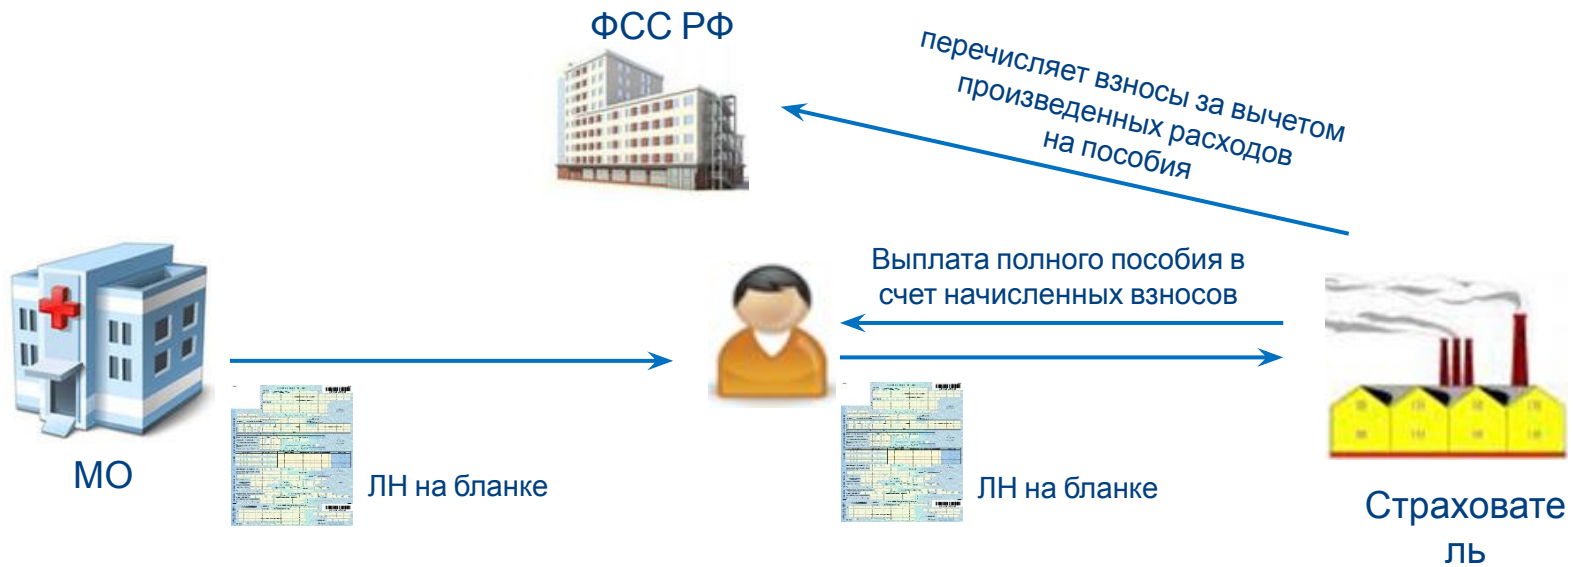 ФСС РФ
перечисляет взносы за вычетом
произведенных расходов
на пособия
Выплата полного пособия в
счет начисленных взносов
МО
ЛН на бланке
ЛН на бланке
Страховате
ль